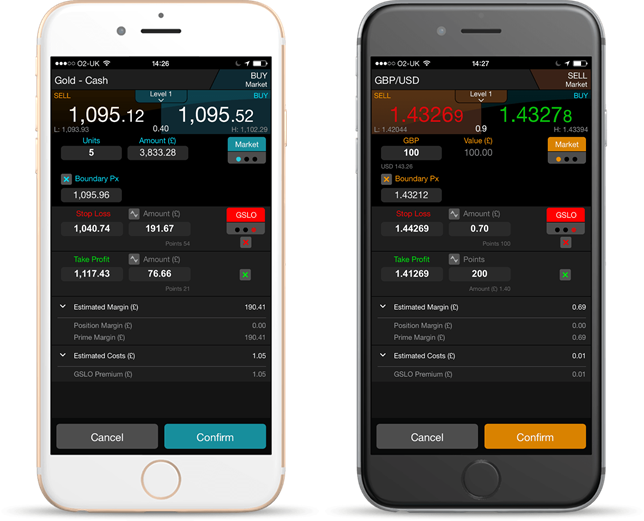 ●●●○○ O2-UK 14:26
Gold - Cash BUY
Market
SELL Level 1 BUY
1,095.12 1,095.52
L: 1,093.93 0.40 H: 1,102.29
Units Amount (£) Market
5 3,833.28
Boundary Px
1,095.96
Stop Loss Amount (£) GSLO
1,040.74 191.67
Points 54
Take Profit Amount (£)
1,117.43 76.66
Points 21
Estimated Margin (£) 190.41
Position Margin (£) 0.00
Prime Margin (£) 190.41
Estimated Costs (£) 1.05
GSLO Premium (£) 1.05
Cancel Confirm
●●●○○ O2-UK 14:27
GBP/USD SELL
Market
SELL Level 1 BUY
1.43269 1.43278
L: 1.42044 0.9 H: 1.43394
GBP Value (£) Market
100 100.00
USD 143.26
Boundary Px
1.43212
Stop Loss Amount (£) GSLO
1.44269 0.70
Points 100
Take Profit Points
1.41269 200
Amount (£) 1.40
Estimated Margin (£) 0.69
Position Margin (£) 0.00
Prime Margin (£) 0.69
Estimated Costs (£) 0.01
GSLO Premium (£) 0.01
Cancel Confirm